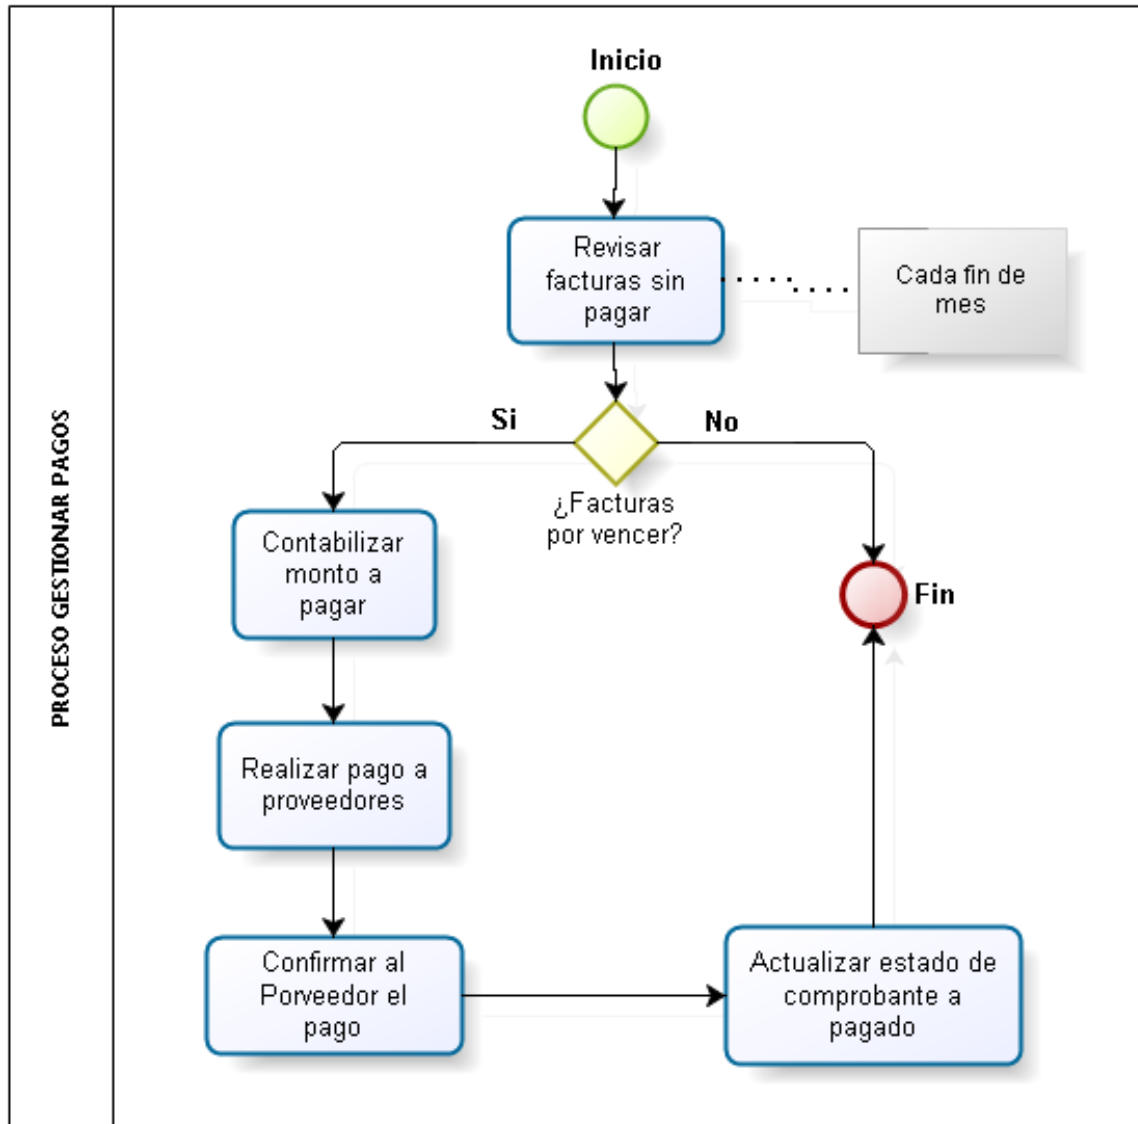 PROCESO GESTIONAR PAGOS
Inicio
Revisar
facturas sin
pagar
Cada fin de
mes
Si
No
¿Facturas
por vencer?
Contabilizar
monto a
pagar
Fin
Realizar pago a
proveedores
Confirmar al
Porveedor el
pago
Actualizar estado de
comprobante a
pagado